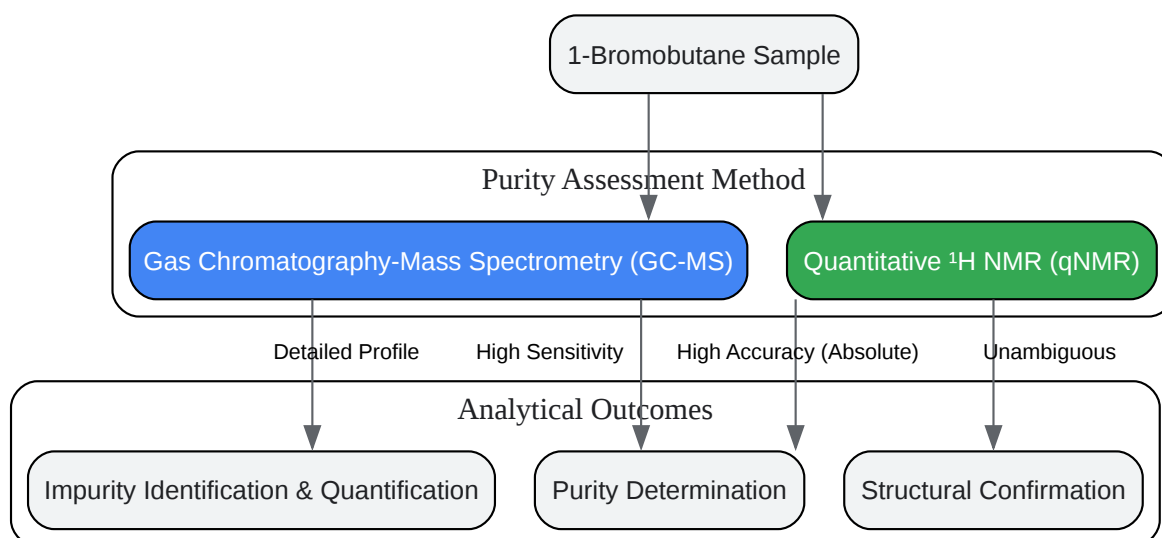 1-Bromobutane Sample
Purity Assessment Method
Gas Chromatography-Mass Spectrometry (GC-MS)
Quantitative ¹H NMR (qNMR)
Detailed Profile
High Sensitivity
High Accuracy (Absolute)
Unambiguous
Analytical Outcomes
Impurity Identification & Quantification
Purity Determination
Structural Confirmation